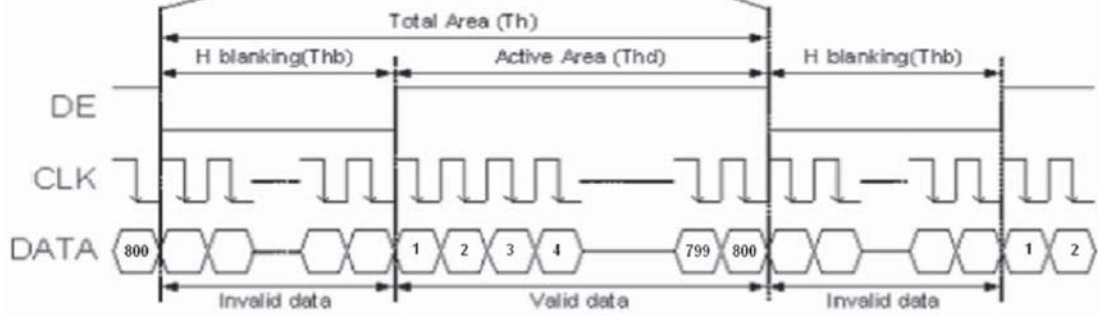 Total Area (Th)
H blanking(Thb) Active Area (Thd) H blanking(Thb)
DE
CLK
DATA 800 1 2 3 4 799 800 1 2
Invalid data Valid data Invalid data